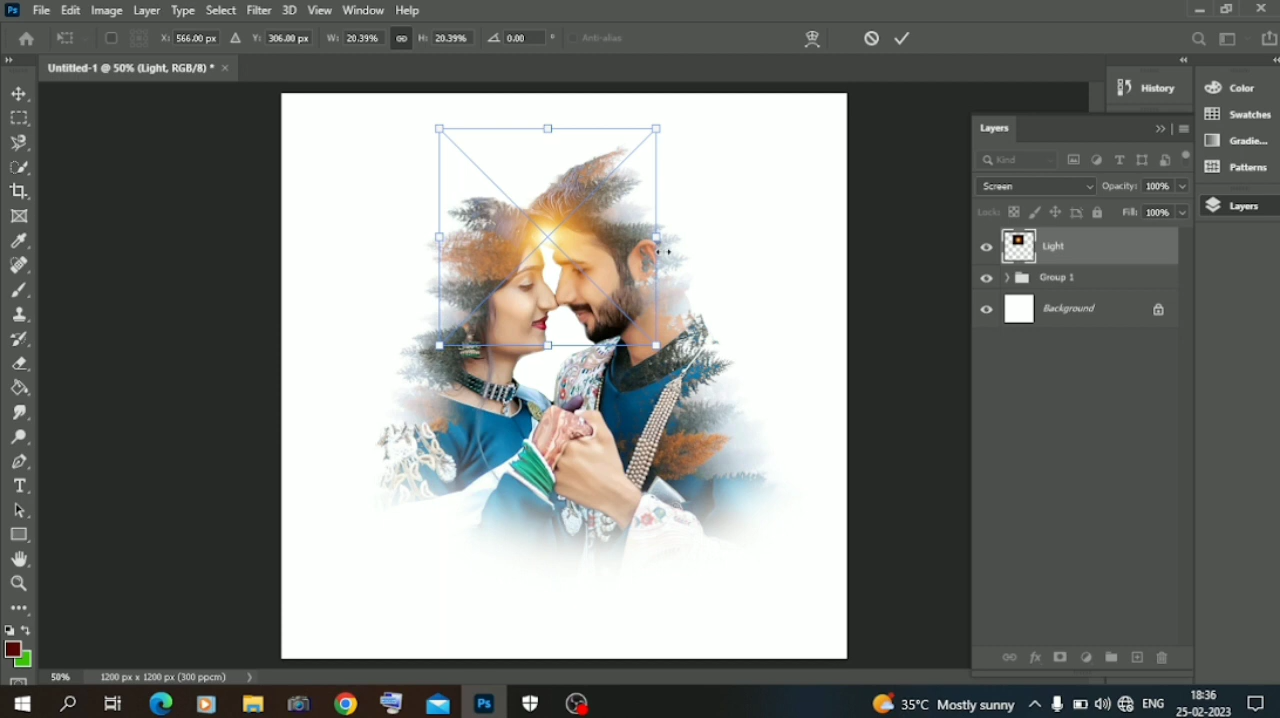 Ps File Edit Image Layer Type Select Filter 3D View Window Help
X: 566.00 px Y: 306.00 px W: 20.39% H: 20.39% 0.00 ° Anti-alias
Untitled-1 @ 50% (Light, RGB/8) * ×
History
Color
Swatches
Gradie...
Patterns
Layers
Layers
Kind
Screen Opacity: 100%
Lock: Fill: 100%
Light
Group 1
Background
fx
50% 1200 px x 1200 px (300 ppcm)
Ps 35°C Mostly sunny ENG 18:36
25-02-2023